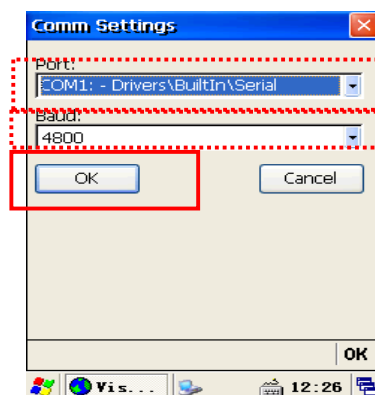 Comm Settings
Port:
COM1: - Drivers\BuiltIn\Serial
Baud:
4800
OK Cancel
OK
Vis... 12:26